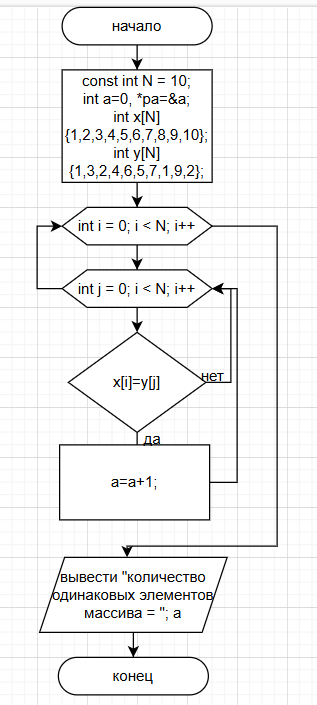 начало
const int N = 10;
int a=0, *pa=&a;
int x[N]
{1,2,3,4,5,6,7,8,9,10};
int y[N]
{1,3,2,4,6,5,7,1,9,2};
int i = 0; i < N; i++
int j = 0; i < N; i++
x[i]=y[j]
нет
да
a=a+1;
вывести "количество
одинаковых элементов
массива = "; a
конец